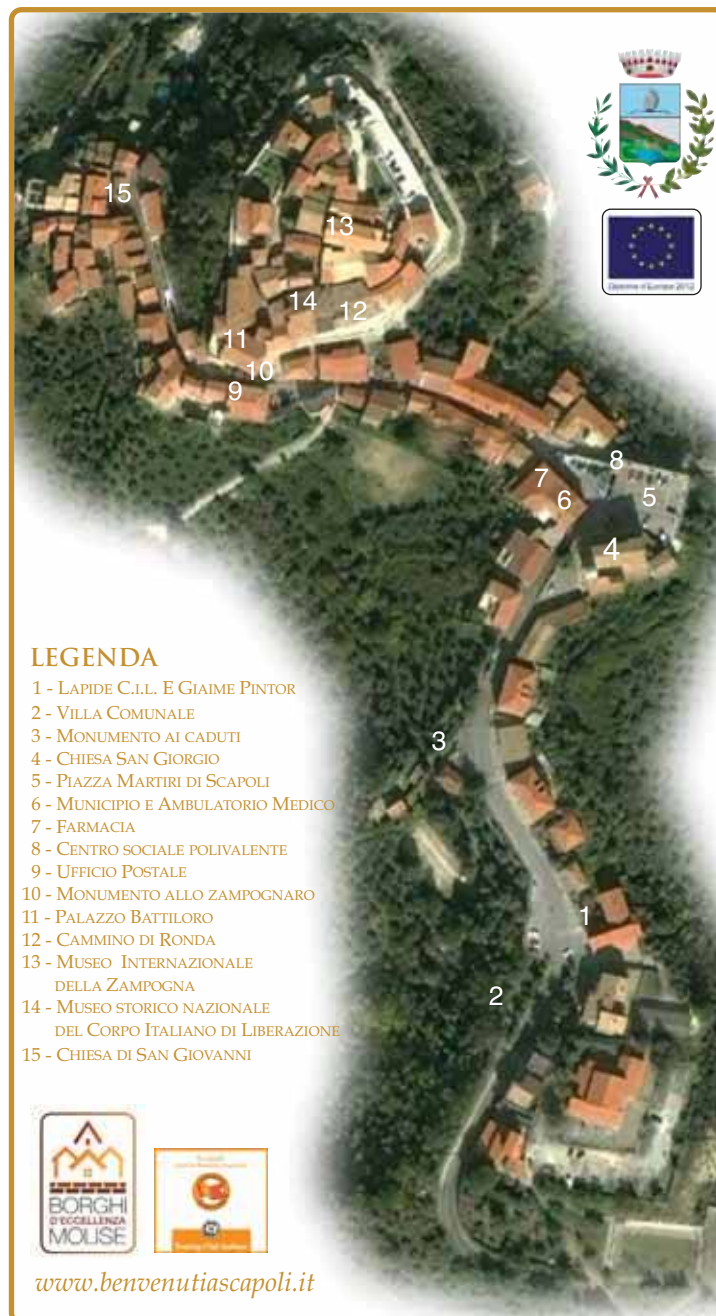 15
13
14
12
11
10
9
8
7
6
5
4
3
1
2
LEGENDA
1 - LAPIDE C.I.L. E GIAIME PINTOR
2 - VILLA COMUNALE
3 - MONUMENTO AI CADUTI
4 - CHIESA SAN GIORGIO
5 - PIAZZA MARTIRI DI SCAPOLI
6 - MUNICIPIO E AMBULATORIO MEDICO
7 - FARMACIA
8 - CENTRO SOCIALE POLIVALENTE
9 - UFFICIO POSTALE
10 - MONUMENTO ALLO ZAMPOGNARO
11 - PALAZZO BATTILORO
12 - CAMMINO DI RONDA
13 - MUSEO INTERNAZIONALE
DELLA ZAMPOGNA
14 - MUSEO STORICO NAZIONALE
DEL CORPO ITALIANO DI LIBERAZIONE
15 - CHIESA DI SAN GIOVANNI
BORGHI
D'ECCELLENZA
MOLISE
Touring Club Italiano
www.benvenutiascapoli.it